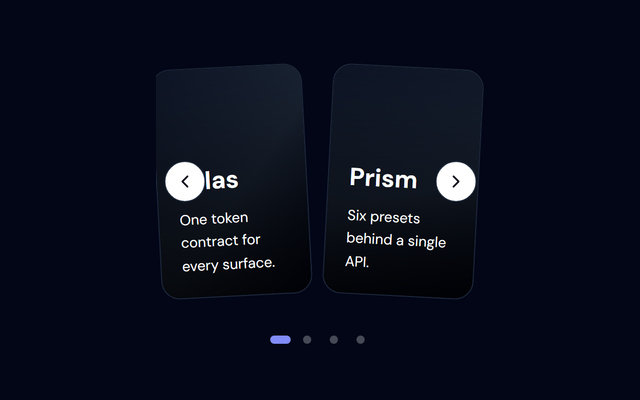 las
One token
contract for
every surface.
Prism
Six presets
behind a single
API.